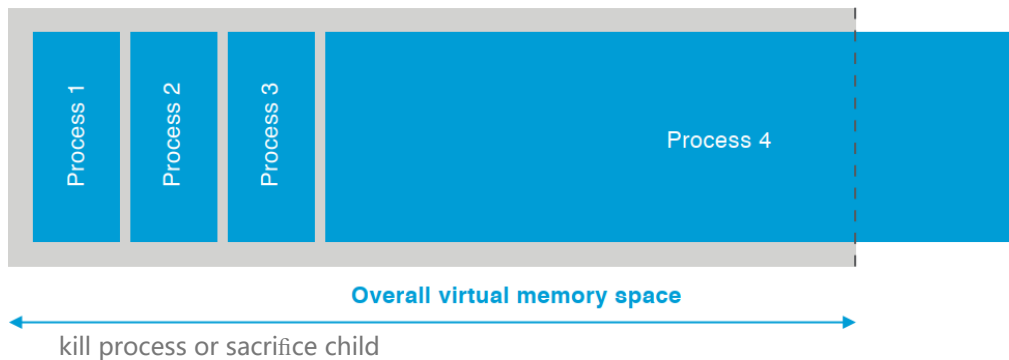 Process 1
Process 2
Process 3
Process 4
Overall virtual memory space
kill process or sacrifice child